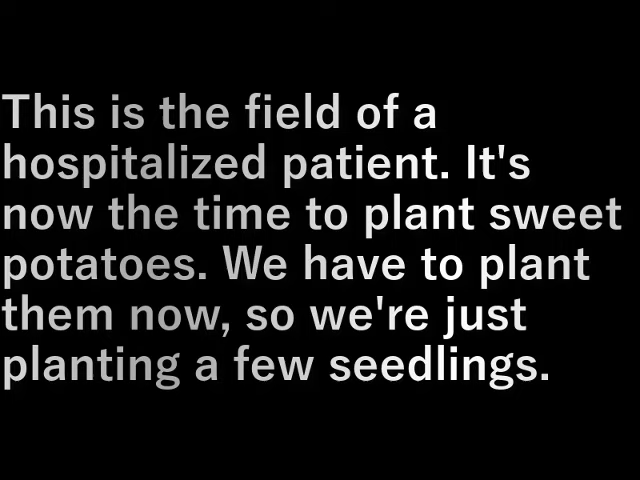 This is the field of a
hospitalized patient. It's
now the time to plant sweet
potatoes. We have to plant
them now, so we're just
planting a few seedlings.